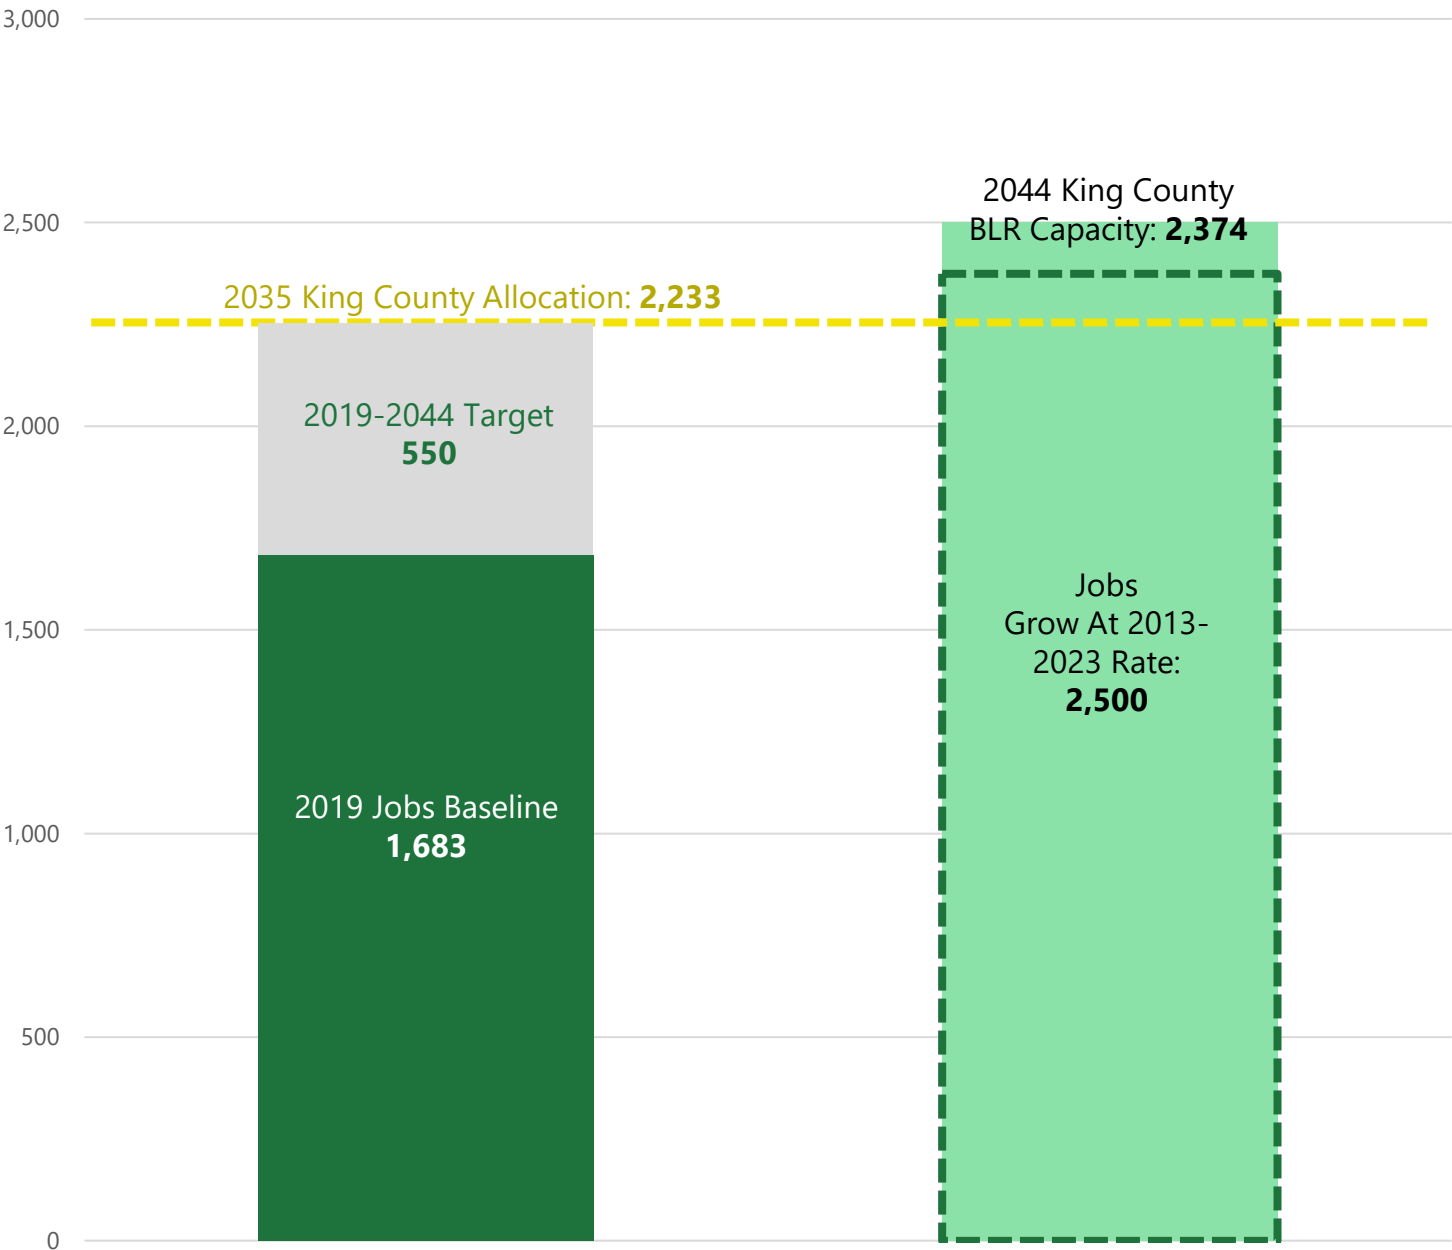 3,000
2,500
2,000
1,500
1,000
500
0
2035 King County Allocation: 2,233
2019-2044 Target
550
2019 Jobs Baseline
1,683
2044 King County
BLR Capacity: 2,374
Jobs
Grow At 2013-
2023 Rate:
2,500